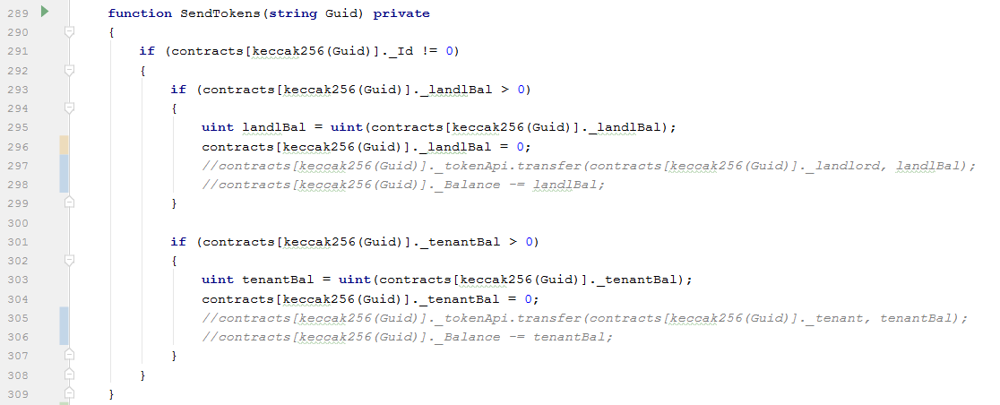 289 function SendTokens(string Guid) private
290 {
291 if (contracts[keccak256(Guid)]._Id != 0)
292 {
293 if (contracts[keccak256(Guid)]._landlBal > 0)
294 {
295 uint landlBal = uint(contracts[keccak256(Guid)]._landlBal);
296 contracts[keccak256(Guid)]._landlBal = 0;
297 //contracts[keccak256(Guid)]._tokenApi.transfer(contracts[keccak256(Guid)]._landlord, landlBal);
298 //contracts[keccak256(Guid)]._Balance -= landlBal;
299 }
300
301 if (contracts[keccak256(Guid)]._tenantBal > 0)
302 {
303 uint tenantBal = uint(contracts[keccak256(Guid)]._tenantBal);
304 contracts[keccak256(Guid)]._tenantBal = 0;
305 //contracts[keccak256(Guid)]._tokenApi.transfer(contracts[keccak256(Guid)]._tenant, tenantBal);
306 //contracts[keccak256(Guid)]._Balance -= tenantBal;
307 }
308 }
309 }